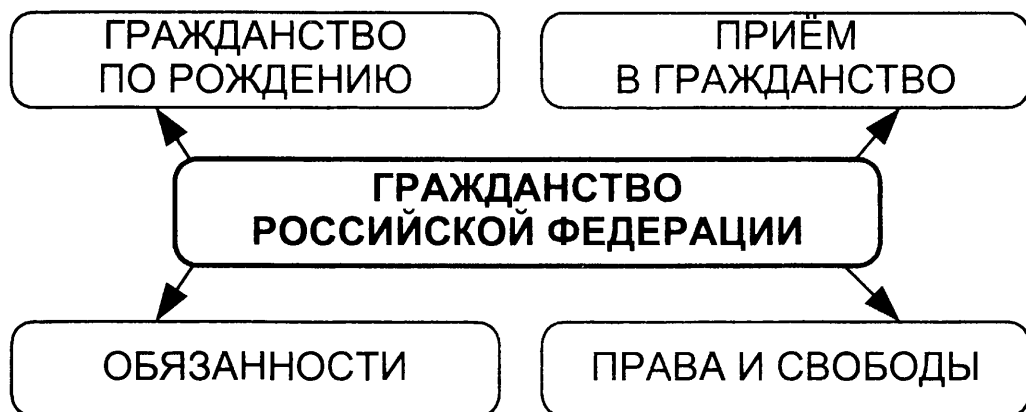 ГРАЖДАНСТВО
ПО РОЖДЕНИЮ
ПРИЁМ
В ГРАЖДАНСТВО
ГРАЖДАНСТВО
РОССИЙСКОЙ ФЕДЕРАЦИИ
ОБЯЗАННОСТИ
ПРАВА И СВОБОДЫ